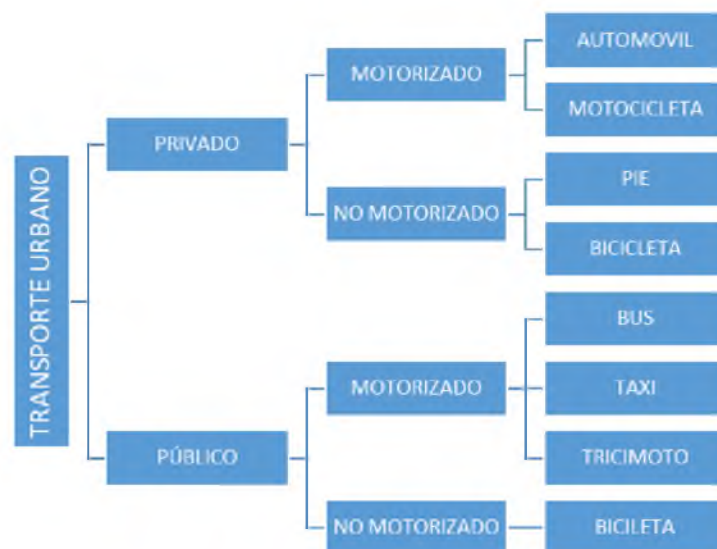 TRANSPORTE URBANO
PRIVADO
MOTORIZADO
AUTOMOVIL
MOTOCICLETA
NO MOTORIZADO
PIE
BICICLETA
PÚBLICO
MOTORIZADO
BUS
TAXI
TRICIMOTO
NO MOTORIZADO
BICILETA